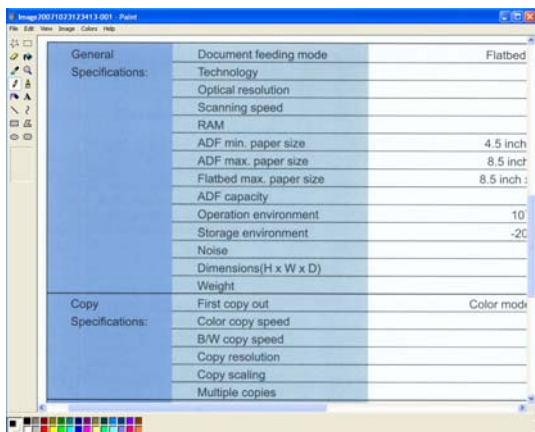 Image20071023123413-001 - Paint
File Edit View Image Colors Help
General Document feeding mode Flatbed
Specifications: Technology
Optical resolution
Scanning speed
RAM
ADF min. paper size 4.5 inch
ADF max. paper size 8.5 inch
Flatbed max. paper size 8.5 inch
ADF capacity
Operation environment 10
Storage environment -20
Noise
Dimensions(H x W x D)
Weight
Copy First copy out Color mode
Specifications: Color copy speed
B/W copy speed
Copy resolution
Copy scaling
Multiple copies